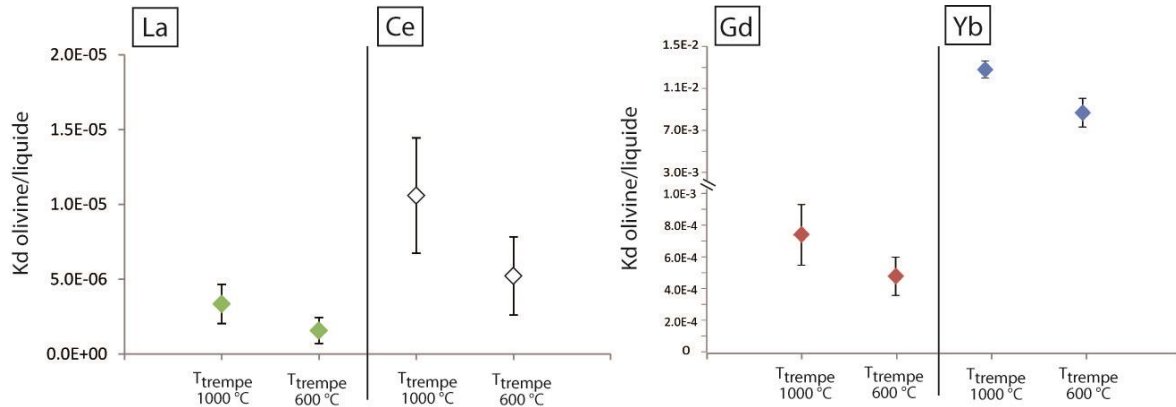 La
Ce
2.0E-05
1.5E-05
1.0E-05
5.0E-06
0.0E+00
Kd olivine/liquide
Ttrempe
1000 °C
Ttrempe
600 °C
Ttrempe
1000 °C
Ttrempe
600 °C
Gd
Yb
1.5E-2
1.1E-2
7.0E-3
3.0E-3
1.0E-3
8.0E-4
6.0E-4
4.0E-4
2.0E-4
0
Kd olivine/liquide
Ttrempe
1000 °C
Ttrempe
600 °C
Ttrempe
1000 °C
Ttrempe
600 °C